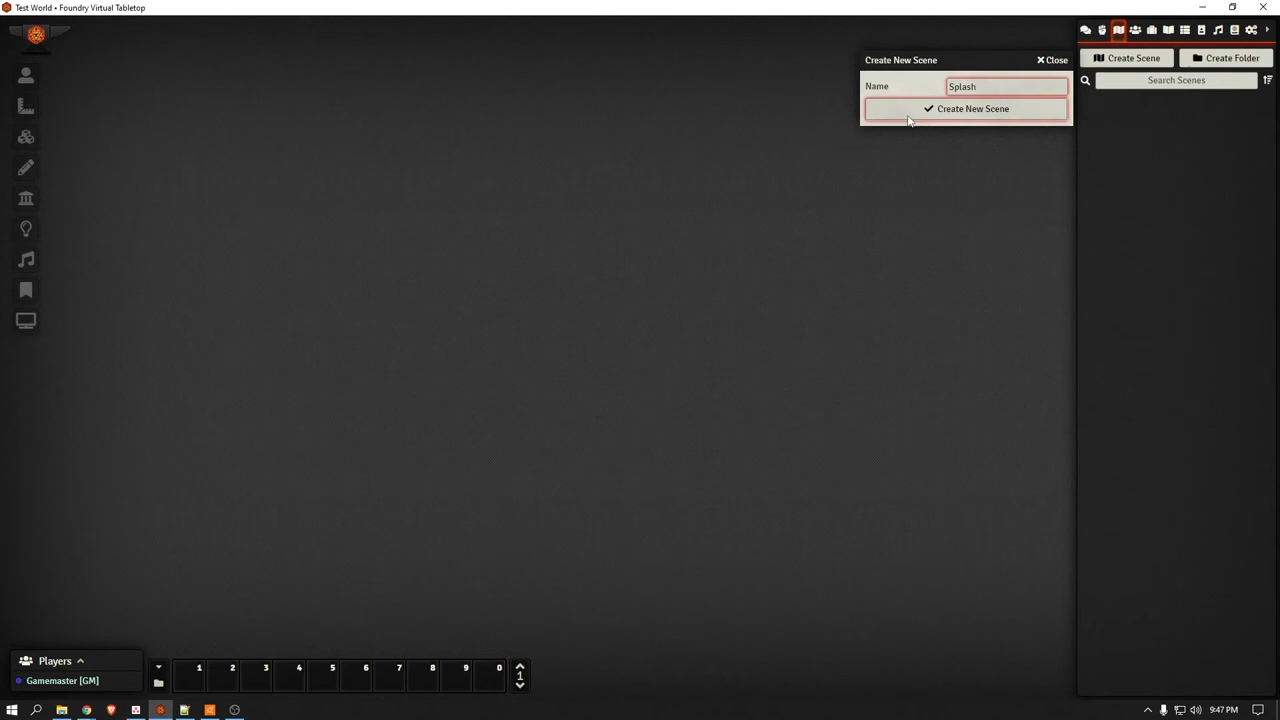 Test World • Foundry Virtual Tabletop
Create New Scene
Close
Name
Splash
Create New Scene
Create Scene
Create Folder
Search Scenes
Players
Gamemaster [GM]
1
2
3
4
5
6
7
8
9
0
1
9:47 PM